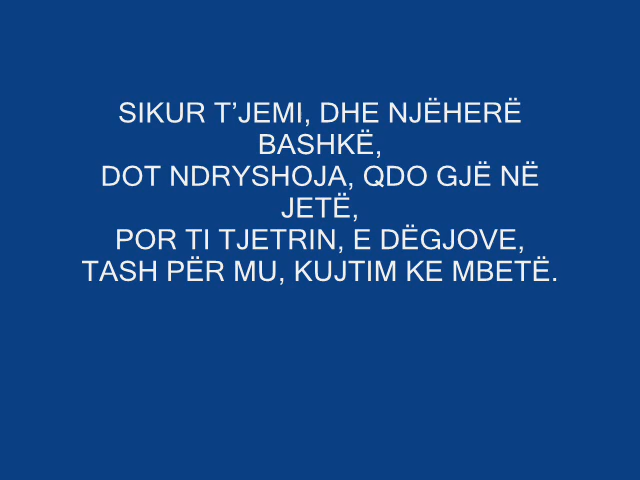 SIKUR T’JEMI, DHE NJËHERË
BASHKË,
DOT NDRYSHOJA, QDO GJË NË
JETË,
POR TI TJETRIN, E DËGJOVE,
TASH PËR MU, KUJTIM KE MBETË.